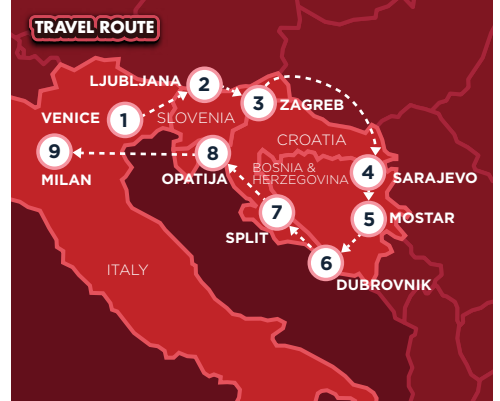 TRAVEL ROUTE
LJUBLJANA
2
3
ZAGREB
VENICE
1
SLOVENIA
CROATIA
9
MILAN
8
OPATIJA
BOSNIA &
HERZEGOVINA
4
SARAJEVO
7
SPLIT
5
MOSTAR
6
DUBROVNIK
ITALY